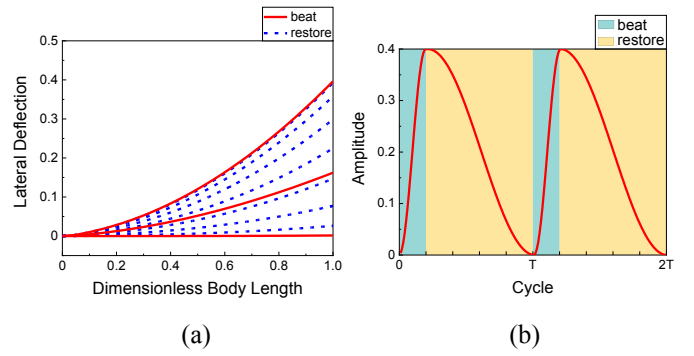 beat
restore
0.5
0.4
0.3
0.2
0.1
0
Lateral Deflection
0 0.2 0.4 0.6 0.8 1.0
Dimensionless Body Length
(a)
beat
restore
0.4
0.3
0.2
0.1
0
Amplitude
0 T 2T
Cycle
(b)